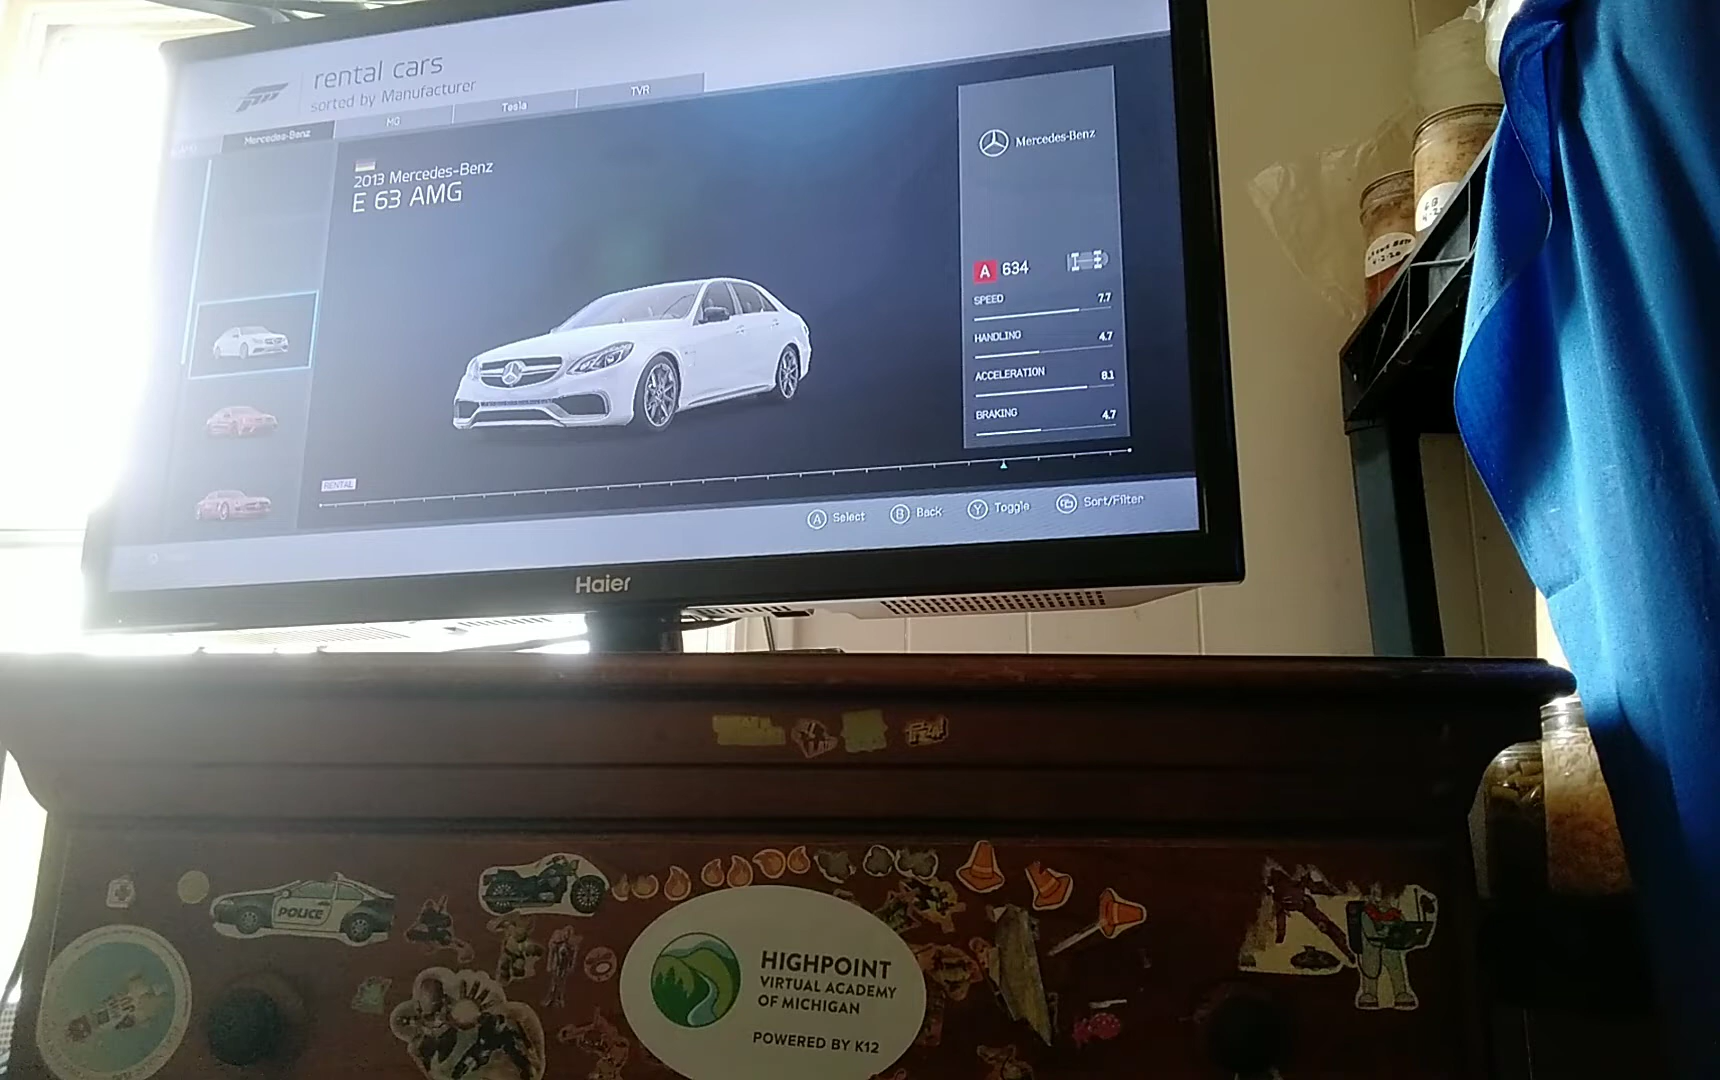 rental cars
sorted by Manufacturer
Mercedes-Benz
MG
Tesla
TVR
2013 Mercedes-Benz
E 63 AMG
Mercedes-Benz
A 634
SPEED 7.7
HANDLING 4.7
ACCELERATION 8.1
BRAKING 4.7
RENTAL
A Select
B Back
Y Toggle
Sort/Filter
Haier
POLICE
HIGHPOINT
VIRTUAL ACADEMY
OF MICHIGAN
POWERED BY K12